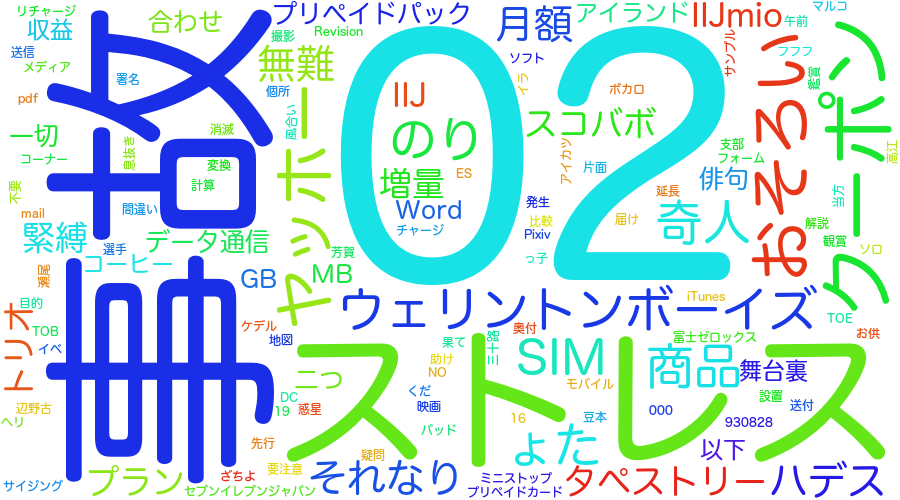 リチャージ
合わせ
プリペイドパック
月額
アイランド
IIJmio
マルコ
午前
収益
撮影
Revision
サンプル
フフフ
送信
メディア
署名
無難
個所
ソフト
イラ
ボカロ
鑑賞
クーポン
pdf
IIJ
02
おそろい
一切
コーナー
息抜き
消滅
風合い
のり
スコバボ
支部
フォーム
高江
変換
計算
ヤッホー
ES
アイカツ
片面
不要
増量
俳句
当方
延長
mail
間違い
Word
チャージ
発生
比較
Pixiv
届け
奇人
解説
緊縛
選手
データ通信
芳賀
っ子
観賞
ソロ
コーヒー
瀬尾
GB
MB
目的
ウェリントンボーイズ
iTunes
トリオ
TOB
ケデル
地図
奥付
TOE
イベ
果て
三十路
富士ゼロックス
お供
ストレス
助け
NO
SIM
商品
舞台裏
二つ
DC
19
惑星
くだ
映画
モバイル
設置
辺野古
ヘリ
パッド
16
豆本
000
送付
930828
先行
疑問
ょた
以下
サイジング
プラン
ざちよ
要注意
セブンイレブンジャパン
それなり
ミニストップ
プリペイドカード
タペストリー
ハデス